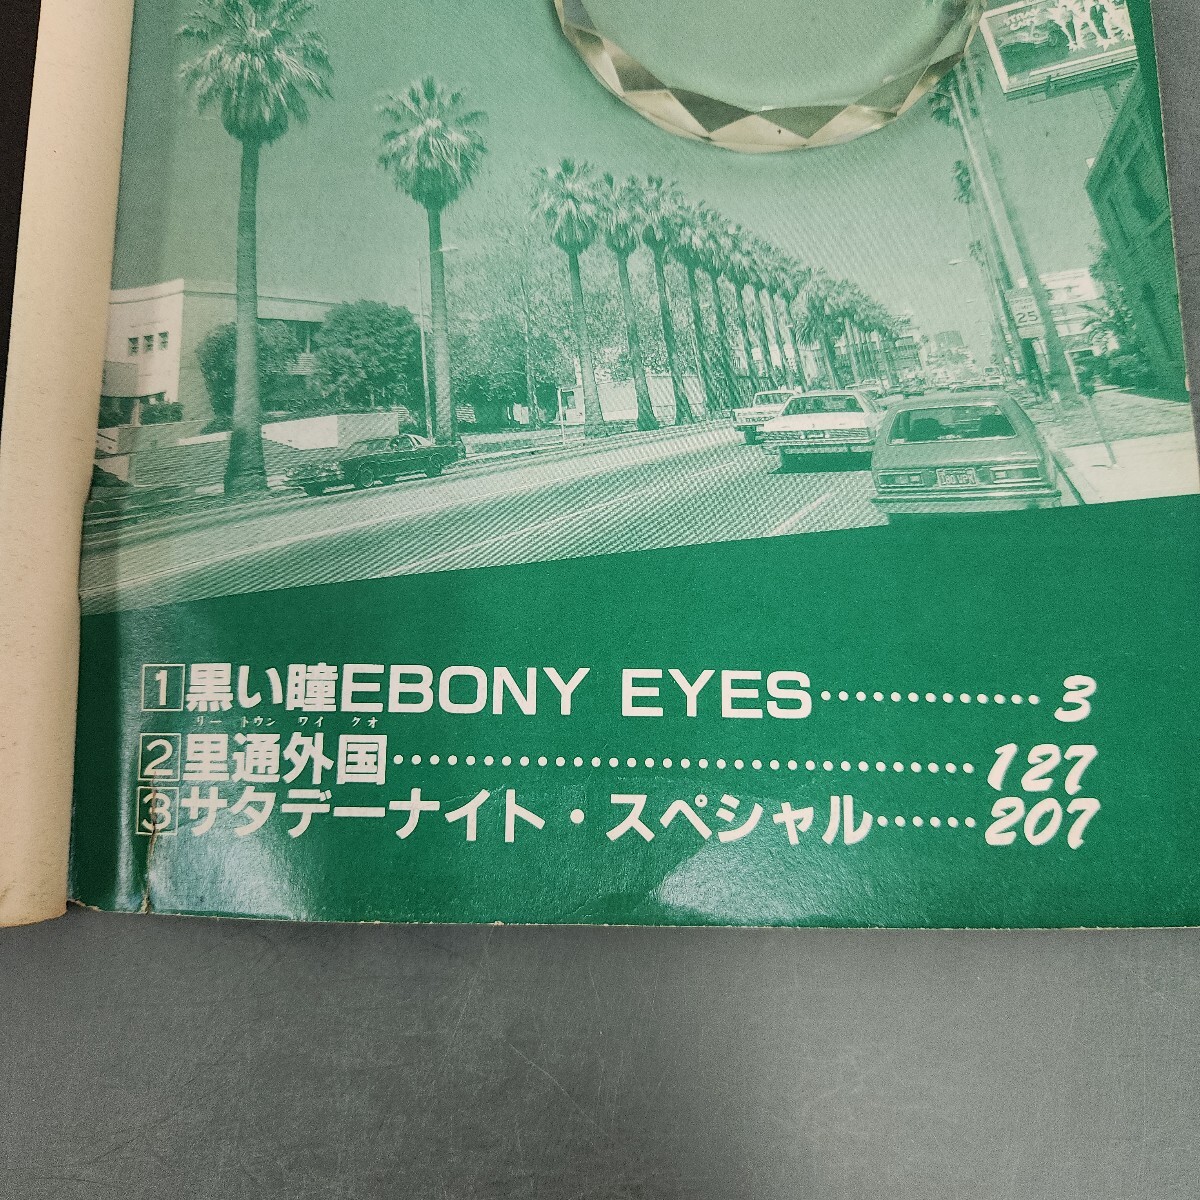 25
1 黒い瞳EBONY EYES…………… 3
リー トウン ワイ クオ
2 里通外国……………………………… 127
3 サタデーナイト・スペシャル…… 207